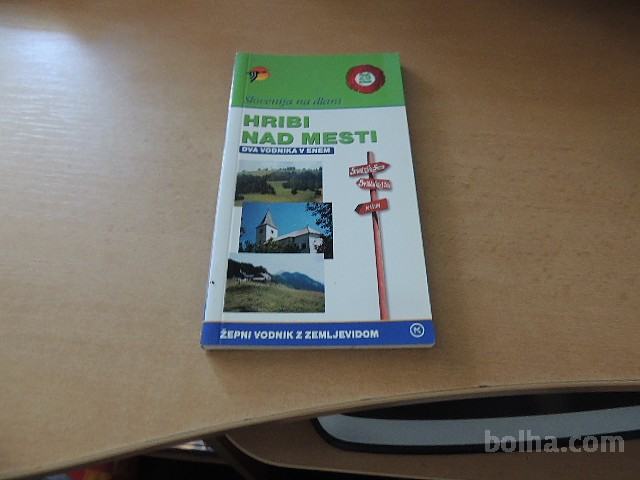 Slovenija na dlani
HRIBI
NAD MESTI
DVA VODNIKA V ENEM
ŽEPNI VODNIK Z ZEMLJEVIDOM
bolha.com